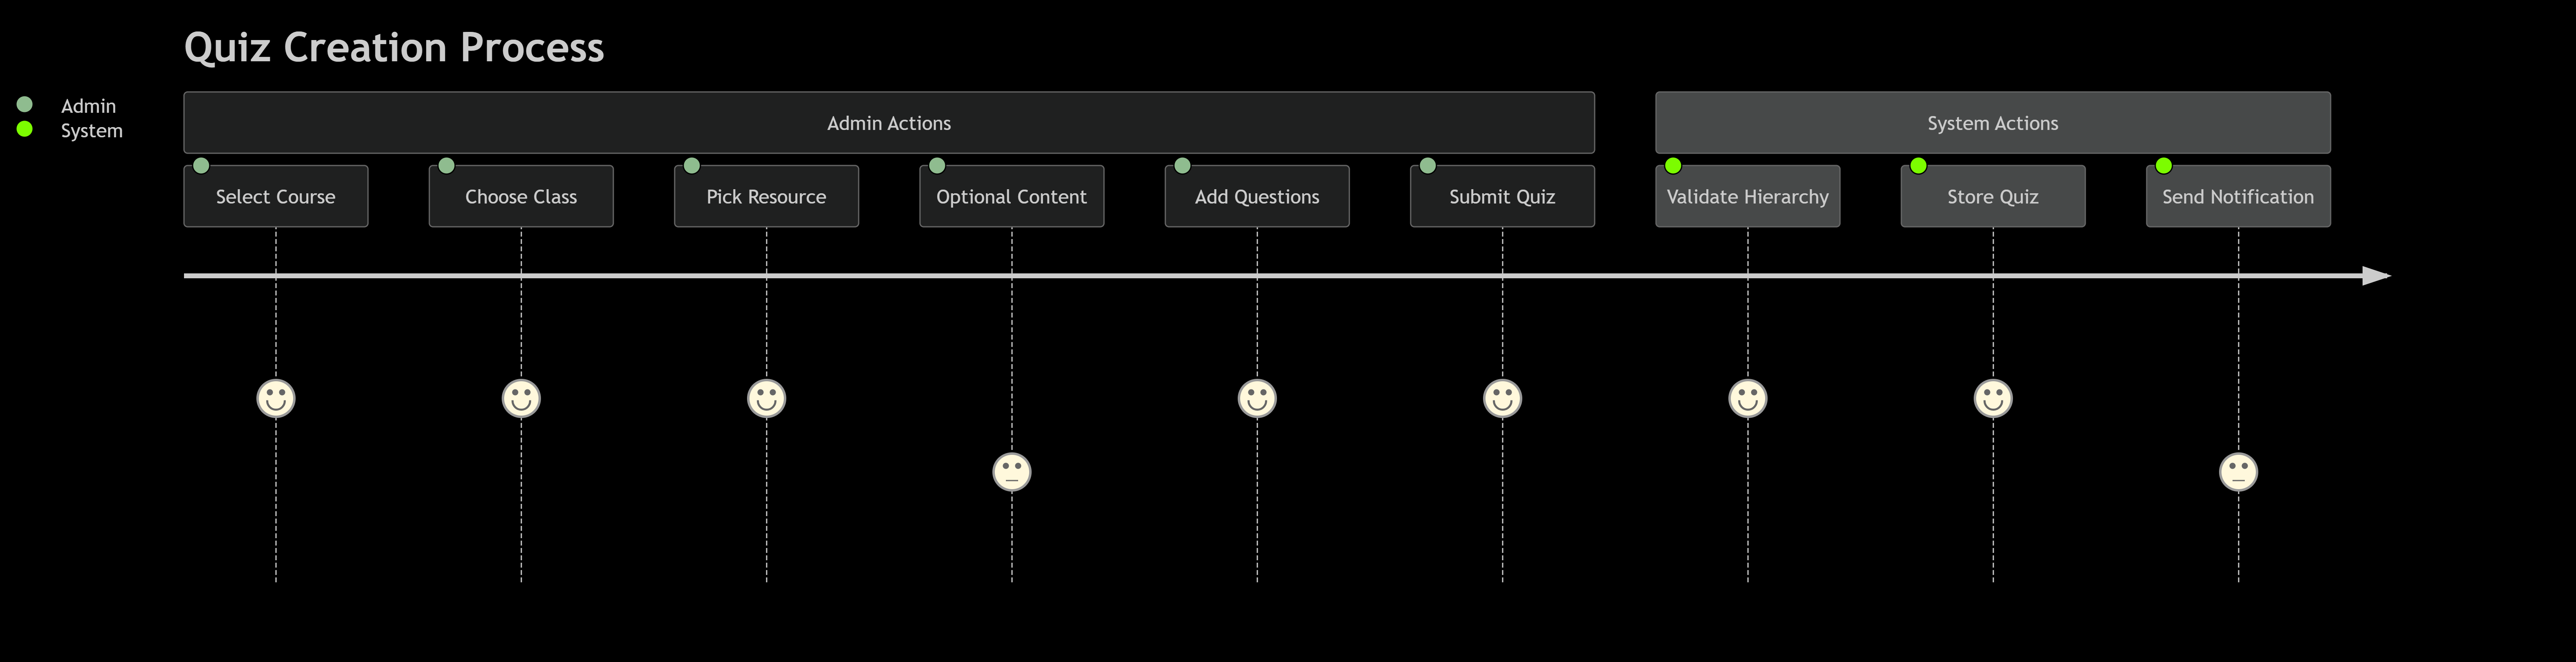 Quiz Creation Process
Admin
System
Admin Actions
System Actions
Select Course
Choose Class
Pick Resource
Optional Content
Add Questions
Submit Quiz
Validate Hierarchy
Store Quiz
Send Notification